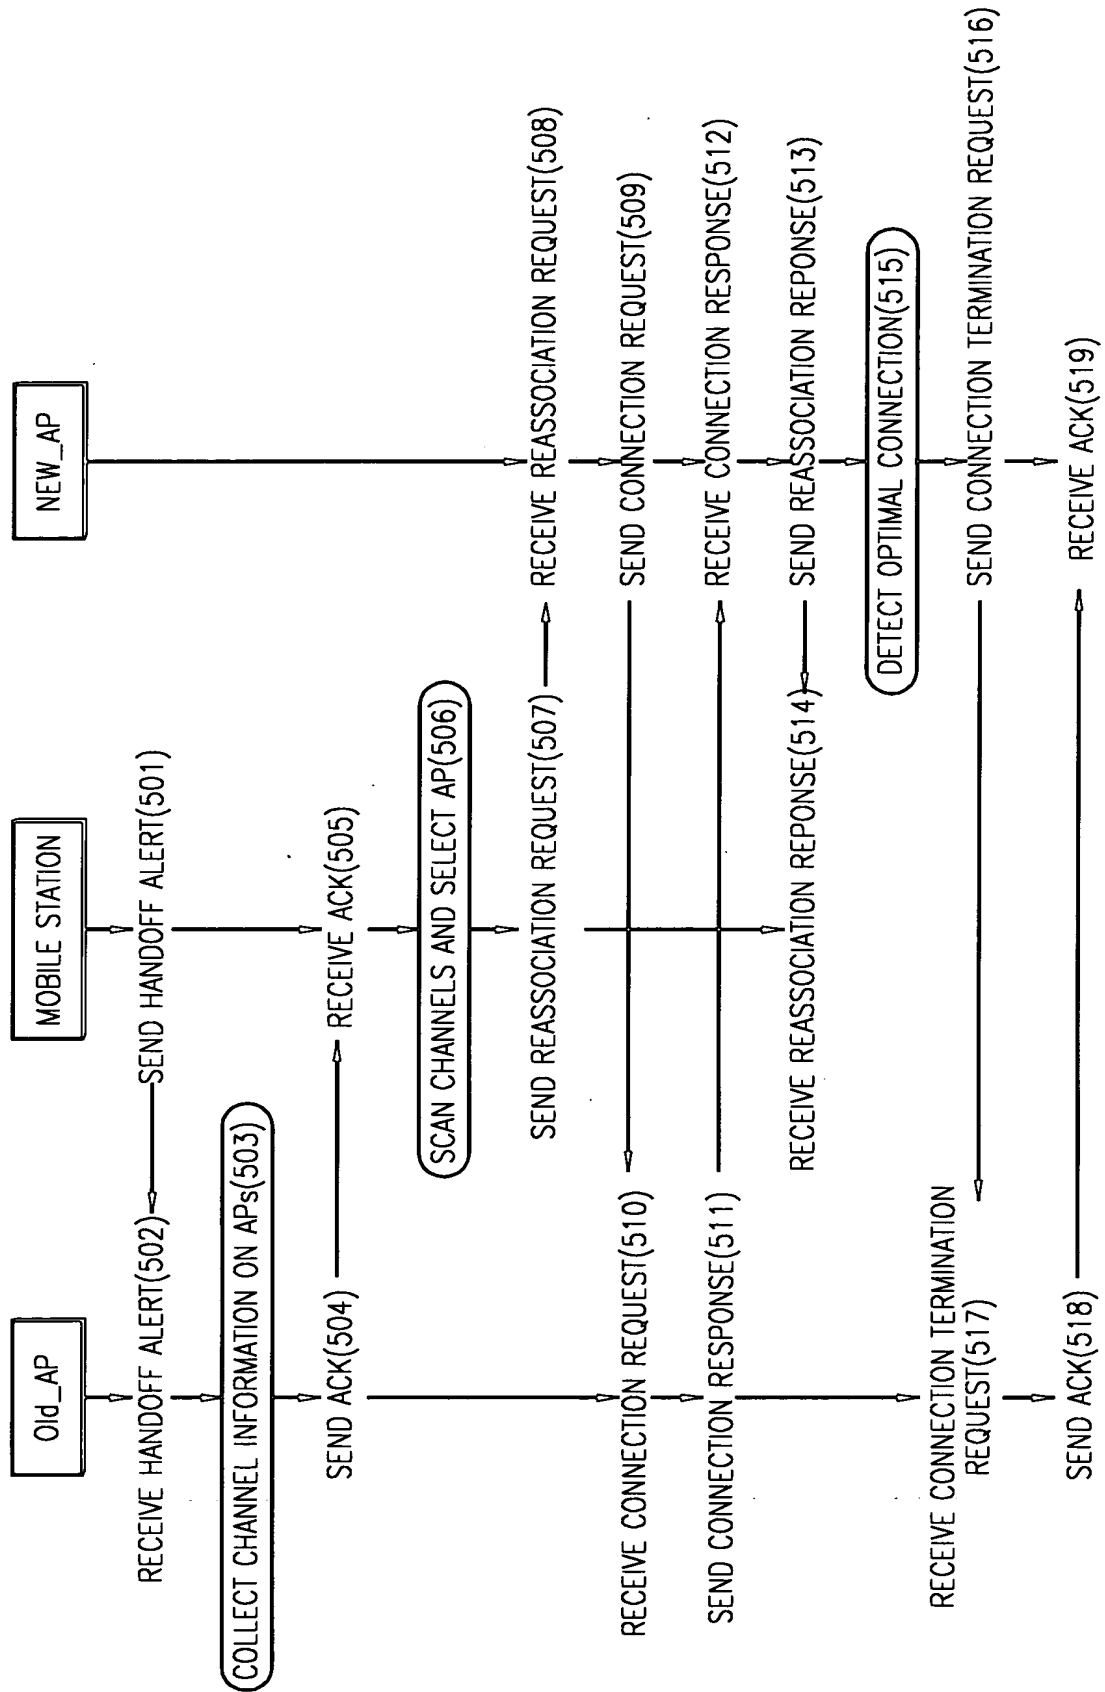 Old_AP
MOBILE STATION
NEW_AP
SEND HANDOFF ALERT(501)
RECEIVE HANDOFF ALERT(502)
COLLECT CHANNEL INFORMATION ON APs(503)
SEND ACK(504)
RECEIVE ACK(505)
SCAN CHANNELS AND SELECT AP(506)
SEND REASSOCIATION REQUEST(507)
RECEIVE REASSOCIATION REQUEST(508)
SEND CONNECTION REQUEST(509)
RECEIVE CONNECTION REQUEST(510)
SEND CONNECTION RESPONSE(511)
RECEIVE CONNECTION RESPONSE(512)
SEND REASSOCIATION REPONSE(513)
RECEIVE REASSOCIATION REPONSE(514)
DETECT OPTIMAL CONNECTION(515)
SEND CONNECTION TERMINATION REQUEST(516)
RECEIVE CONNECTION TERMINATION
REQUEST(517)
SEND ACK(518)
RECEIVE ACK(519)